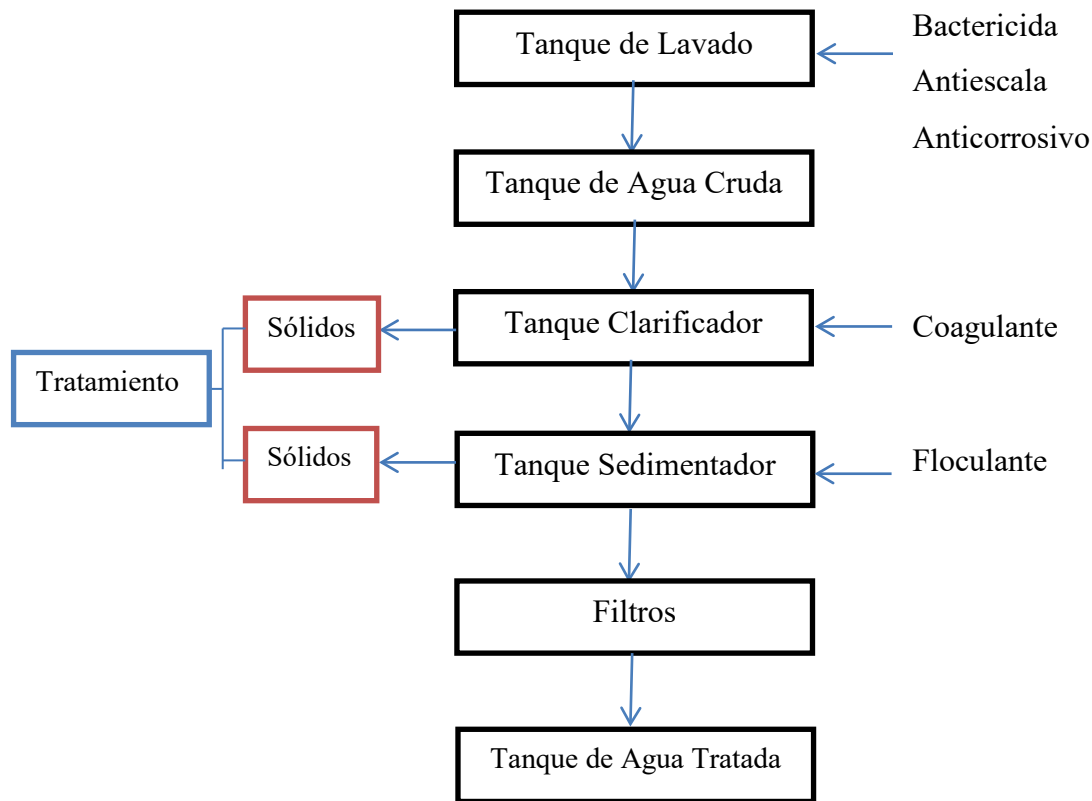 Tanque de Lavado
Bactericida
Antiescala
Anticorrosivo
Tanque de Agua Cruda
Sólidos
Tanque Clarificador
Coagulante
Tratamiento
Sólidos
Tanque Sedimentador
Floculante
Filtros
Tanque de Agua Tratada